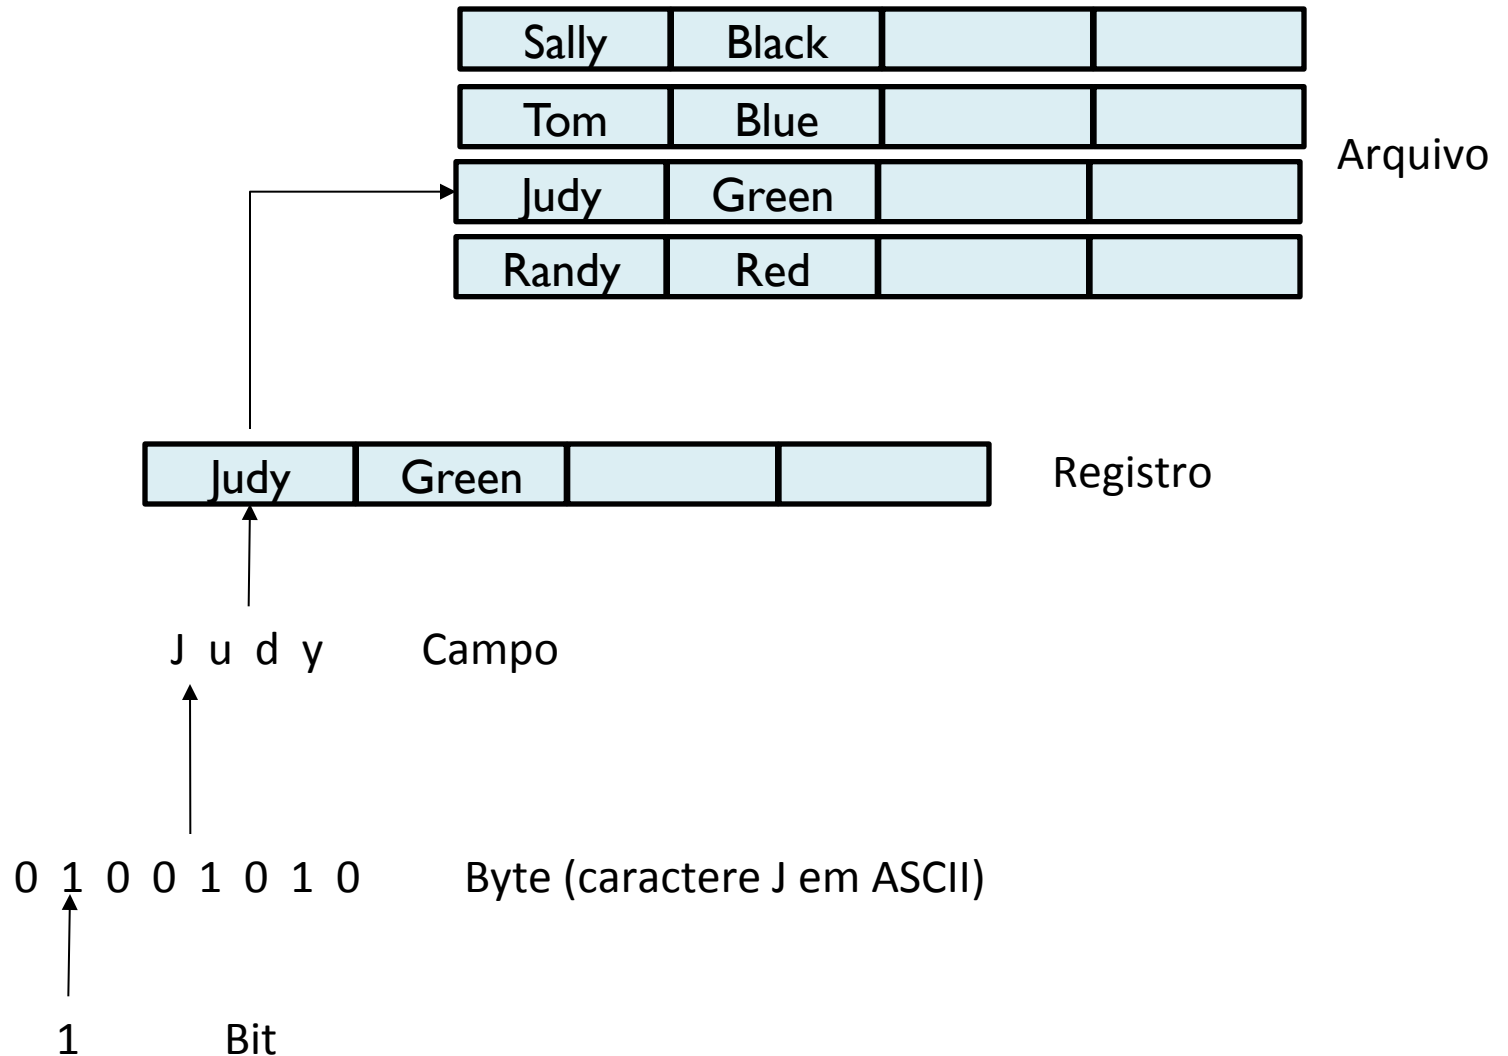 Sally Black
Tom Blue
Arquivo
Judy Green
Randy Red
Judy Green Registro
J u d y Campo
0 1 0 0 1 0 1 0 Byte (caractere J em ASCII)
1 Bit